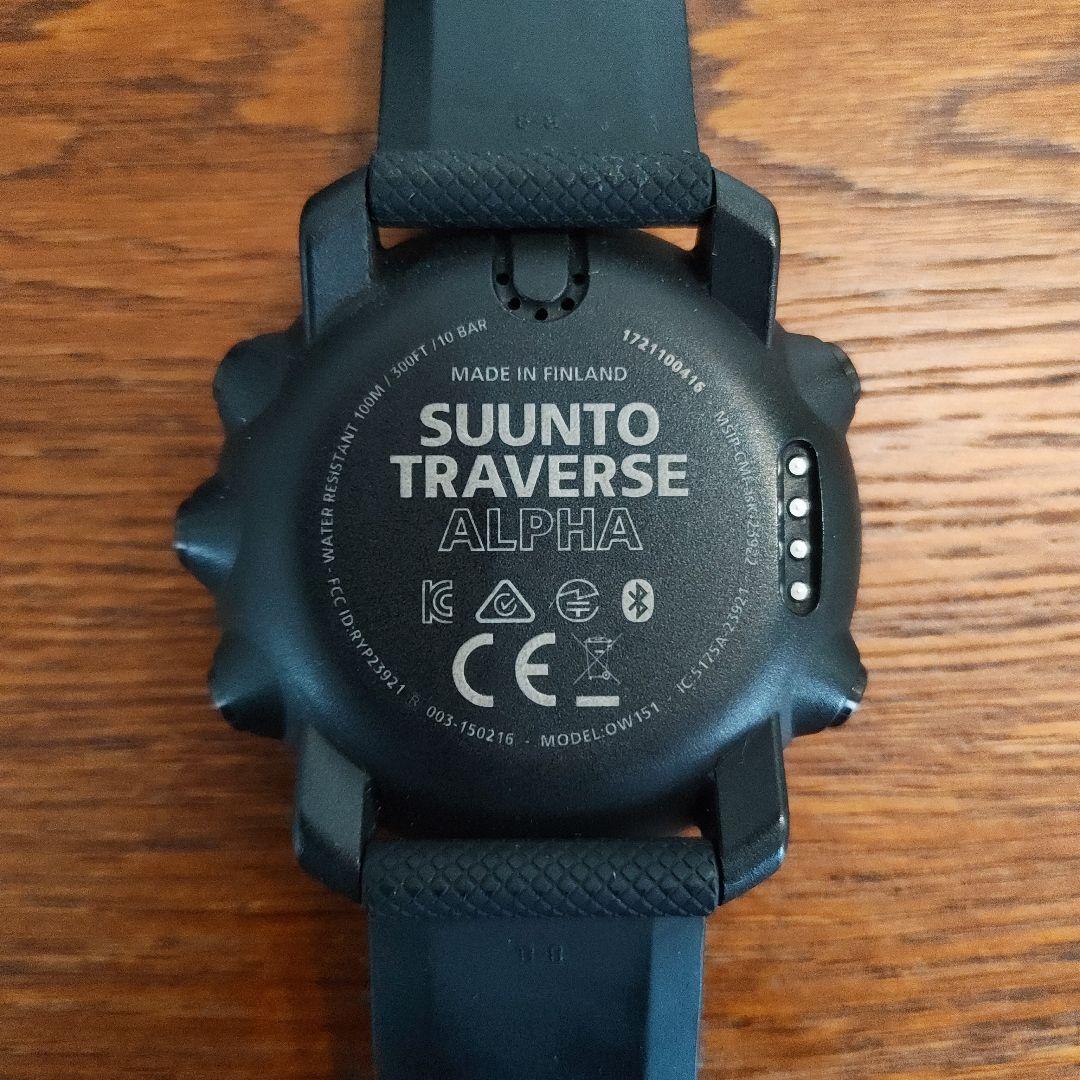 WATER RESISTANT 100M / 300FT / 10 BAR
1721100416
MADE IN FINLAND
SUUNTO
TRAVERSE
ALPHA
CE
FCC ID:RYP23921 R 003-150216 - MODEL:OW151
IC:5175A-23921